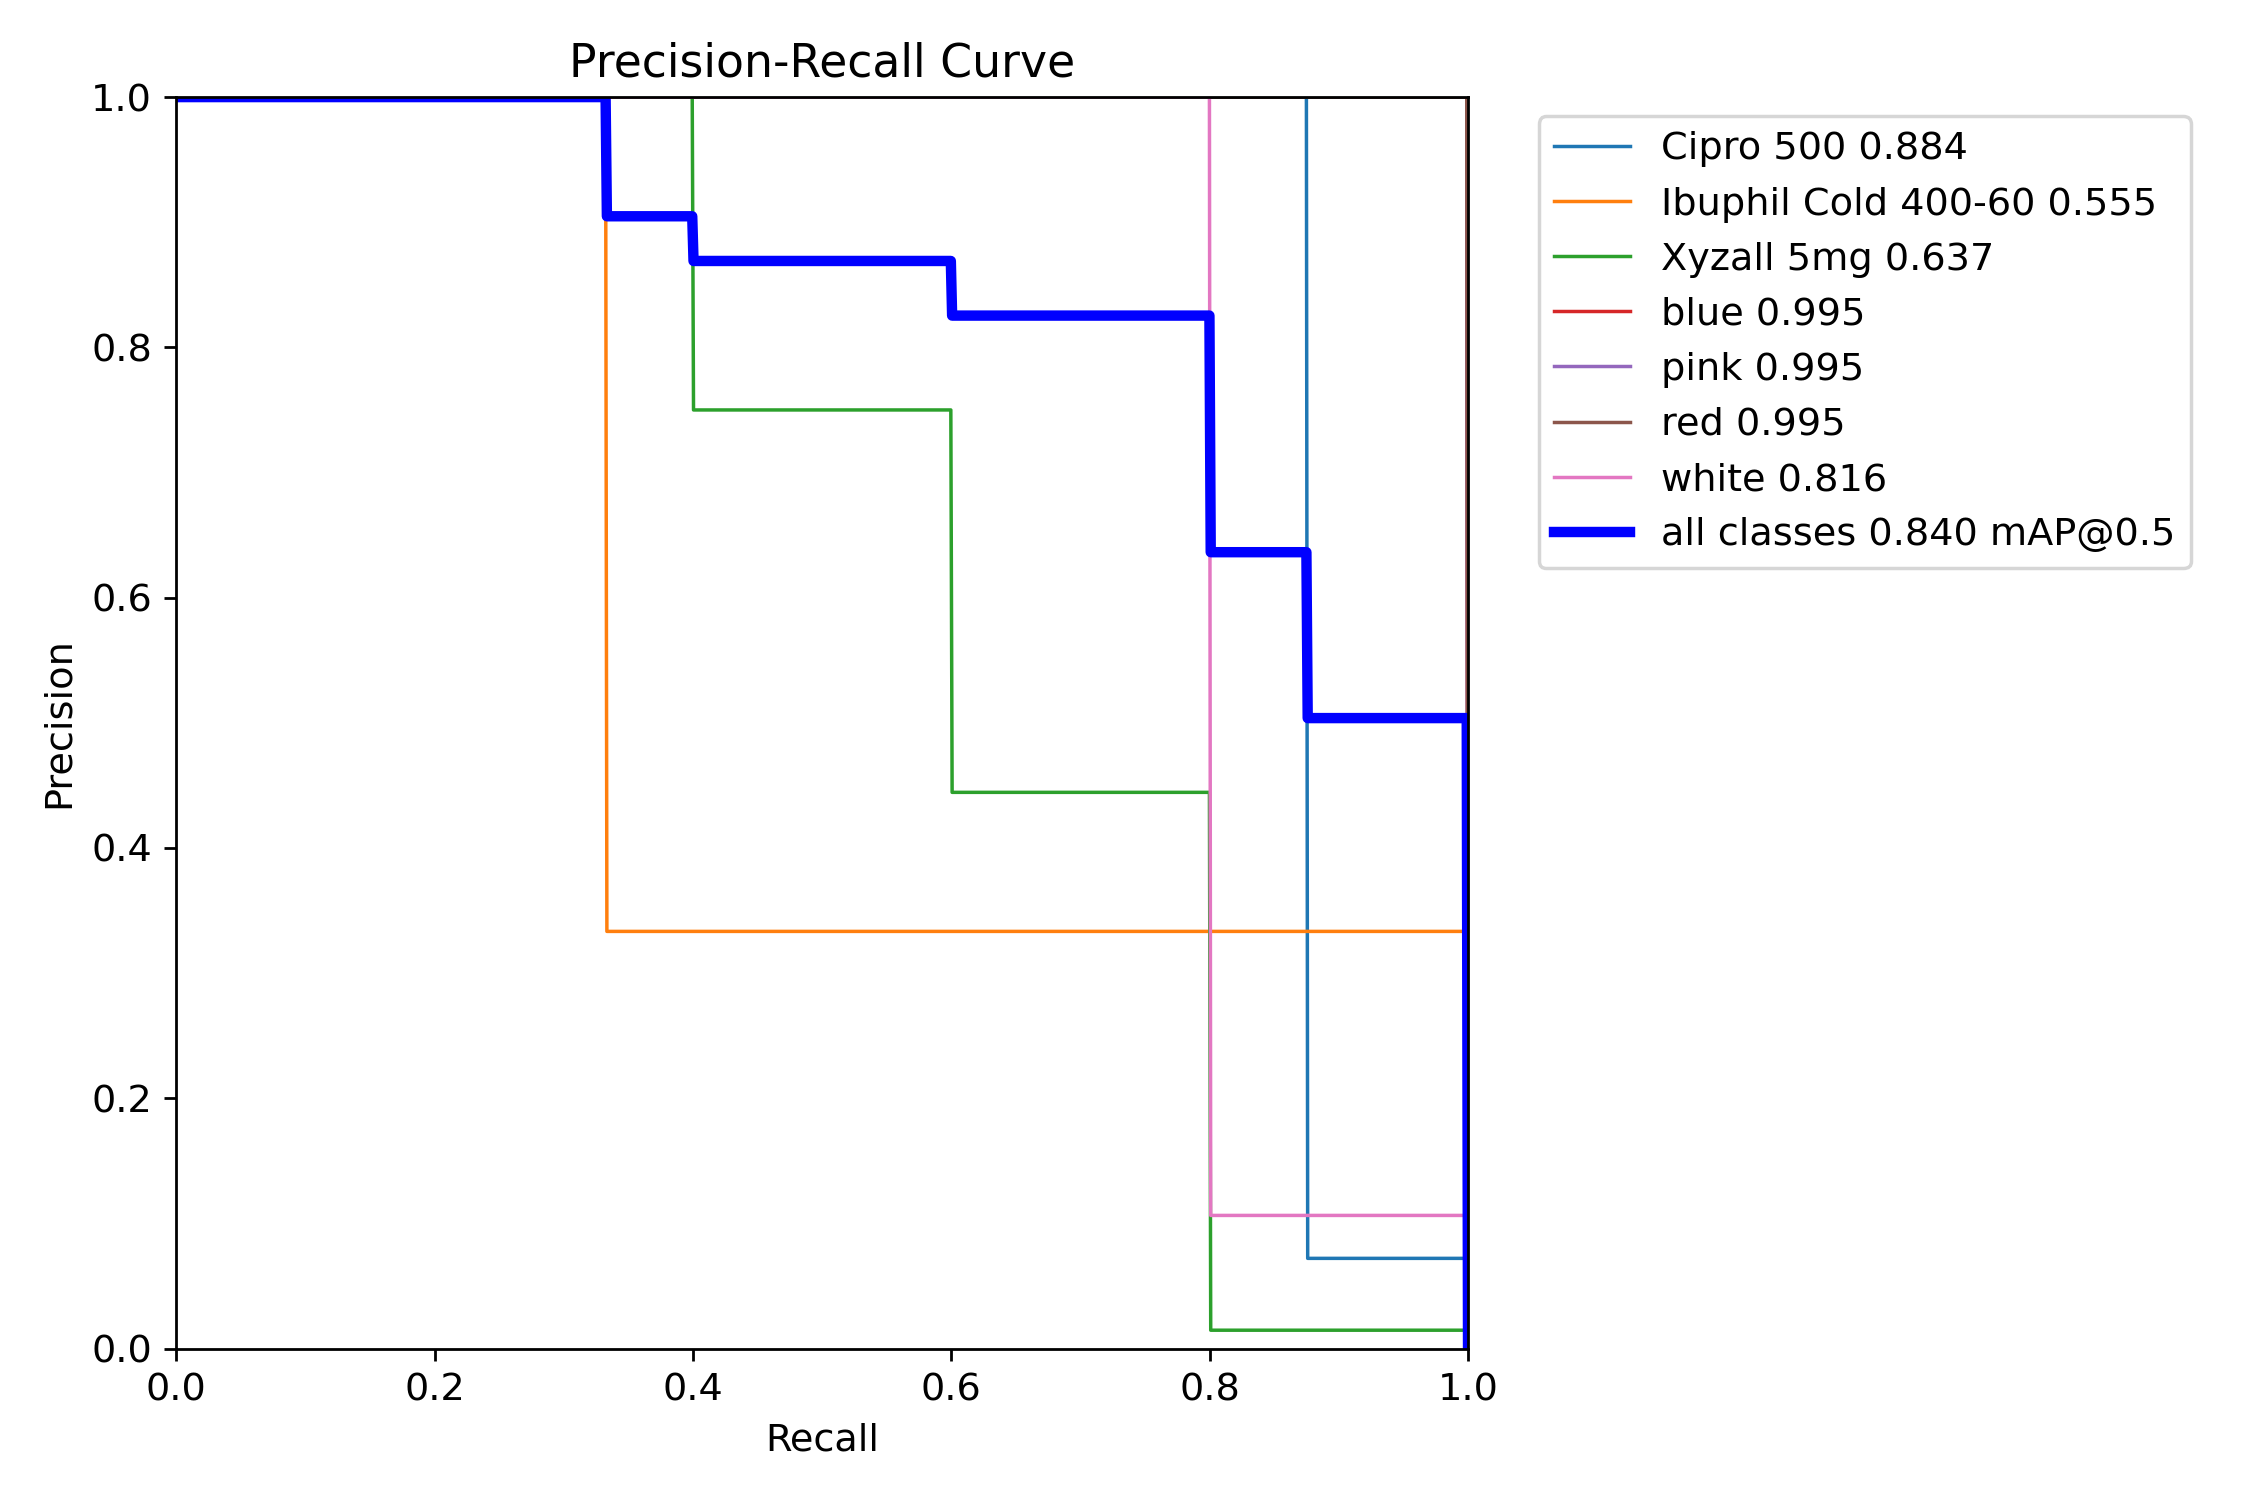 Precision-Recall Curve
1.0
0.8
0.6
0.4
0.2
0.0
Precision
0.0 0.2 0.4 0.6 0.8 1.0
Recall
Cipro 500 0.884
Ibuphil Cold 400-60 0.555
Xyzall 5mg 0.637
blue 0.995
pink 0.995
red 0.995
white 0.816
all classes 0.840 mAP@0.5